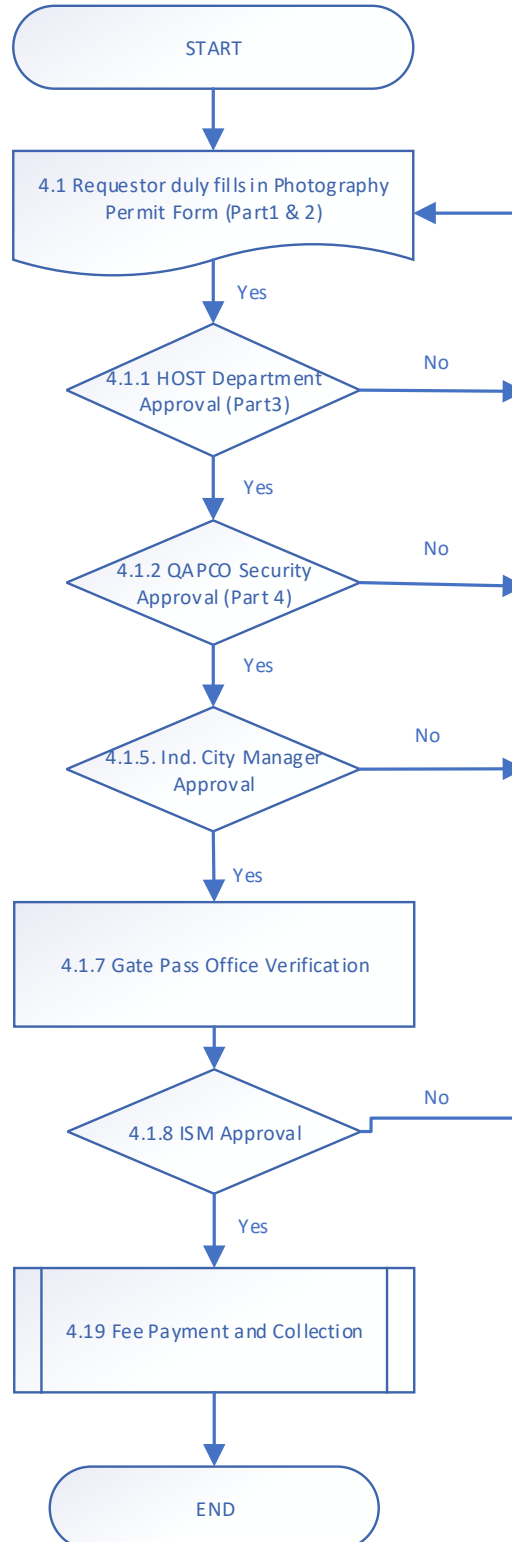 START
4.1 Requestor duly fills in Photography
Permit Form (Part1 & 2)
Yes
4.1.1 HOST Department
Approval (Part3)
No
Yes
4.1.2 QAPCO Security
Approval (Part 4)
No
Yes
4.1.5. Ind. City Manager
Approval
No
Yes
4.1.7 Gate Pass Office Verification
4.1.8 ISM Approval
No
Yes
4.19 Fee Payment and Collection
END